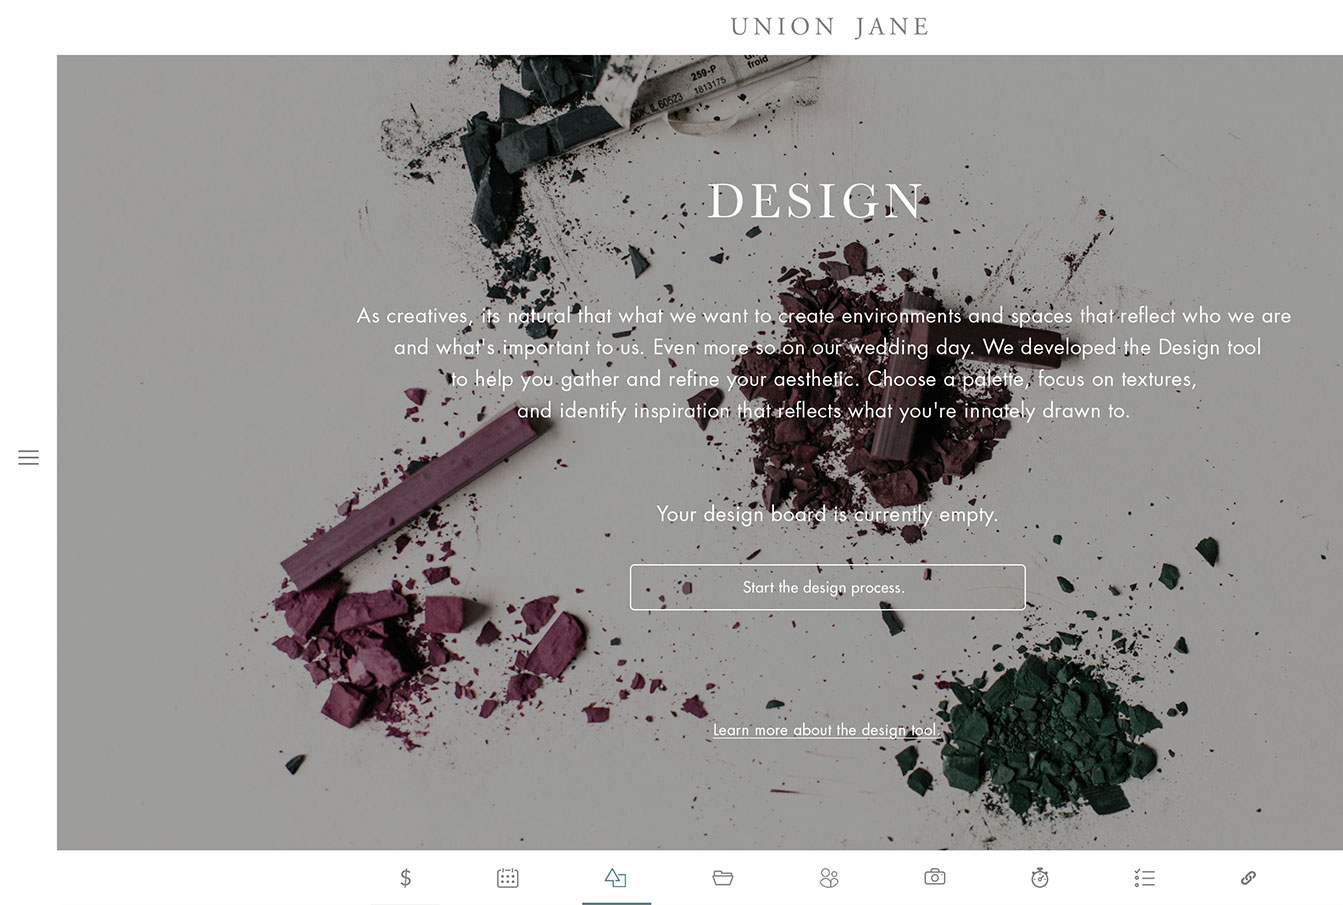 UNION JANE
froid
259-P
1813175
IL 60523
DESIGN
As creatives, its natural that what we want to create environments and spaces that reflect who we are
and what's important to us. Even more so on our wedding day. We developed the Design tool
to help you gather and refine your aesthetic. Choose a palette, focus on textures,
and identify inspiration that reflects what you're innately drawn to.
Your design board is currently empty.
Start the design process.
Learn more about the design tool.
$